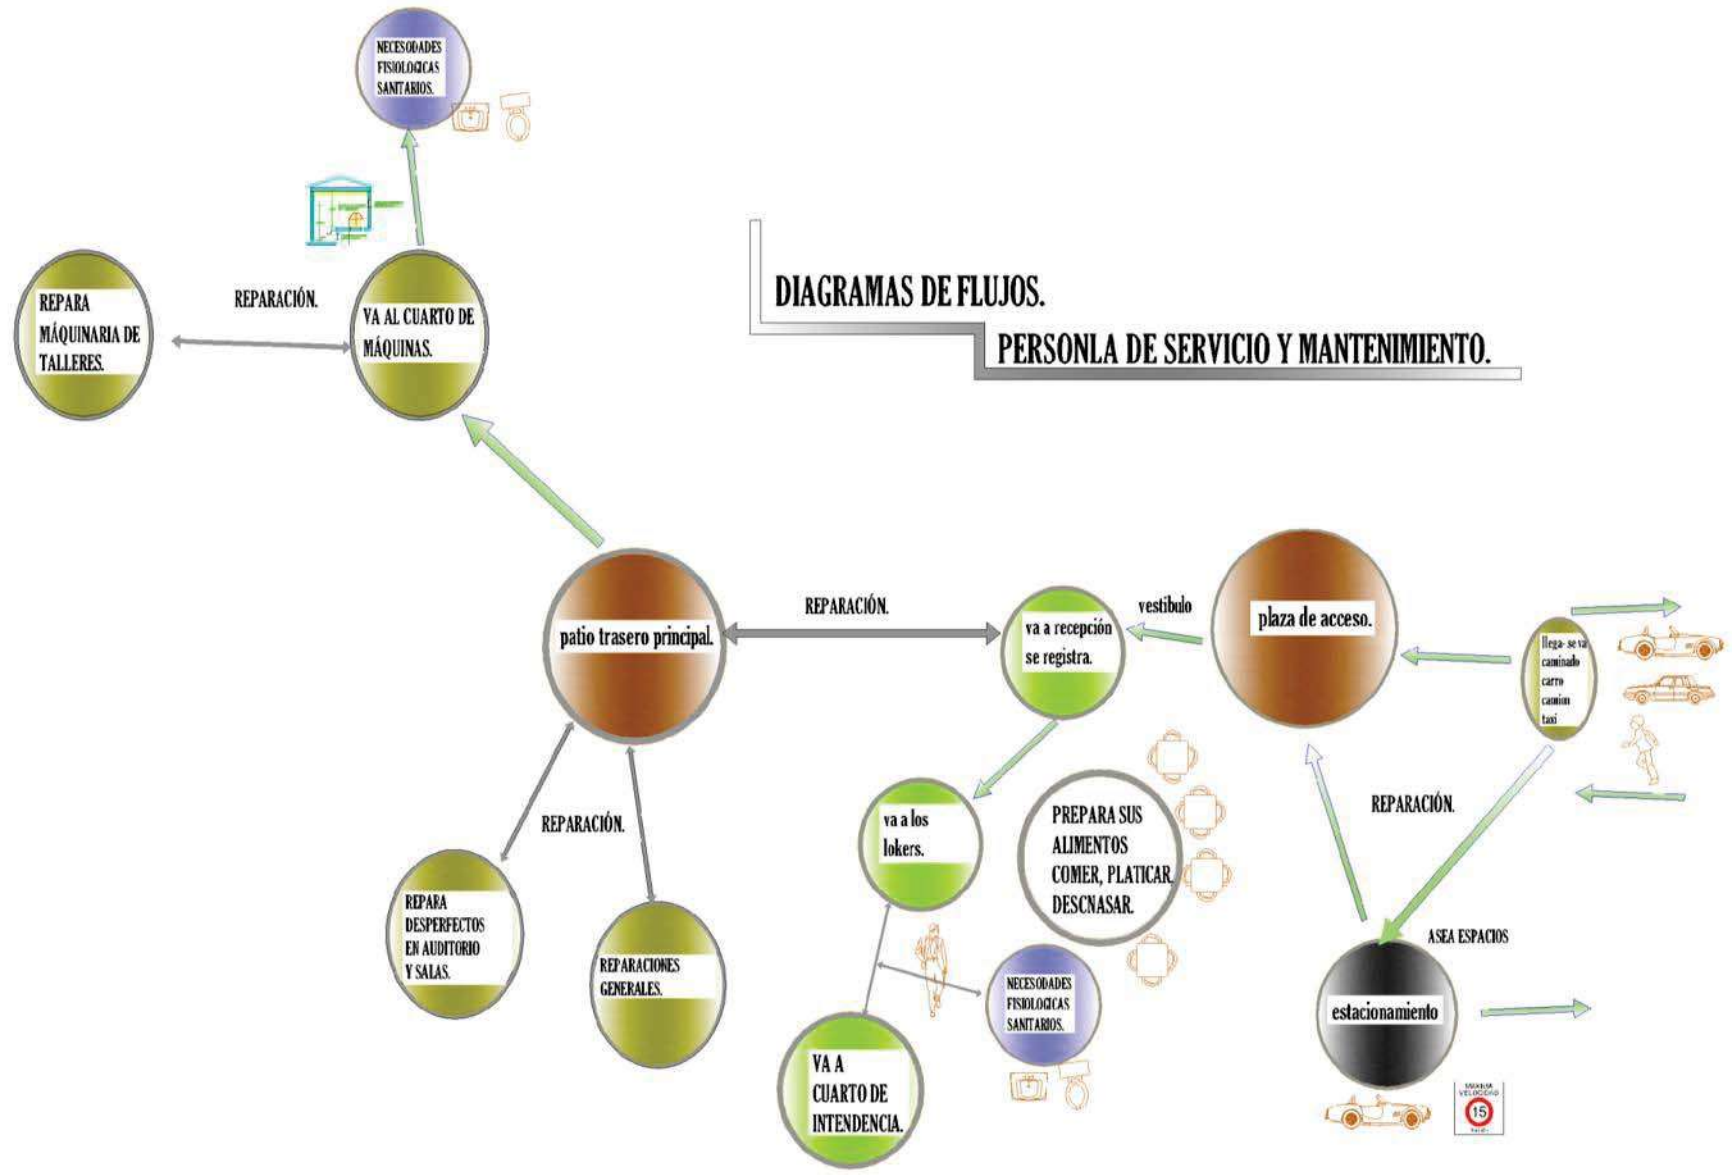 NECESODADES
FISIOLOGICAS
SANITARIOS.
REPARA
MÁQUINARIA DE
TALLERES.
REPARACIÓN.
VA AL CUARTO DE
MÁQUINAS.
DIAGRAMAS DE FLUJOS.
PERSONLA DE SERVICIO Y MANTENIMIENTO.
patio trasero principal.
REPARACIÓN.
va a recepción
se registra.
vestibulo
plaza de acceso.
llega- se va
caminado
carro
camion
taxi
REPARACIÓN.
REPARACIÓN.
va a los
lokers.
PREPARA SUS
ALIMENTOS
COMER, PLATICAR.
DESCNASAR.
REPARA
DESPERFECTOS
EN AUDITORIO
Y SALAS.
REPARACIONES
GENERALES.
NECESODADES
FISIOLOGICAS
SANITARIOS.
VA A
CUARTO DE
INTENDENCIA.
ASEA ESPACIOS
estacionamiento
VELOCIDAD
15